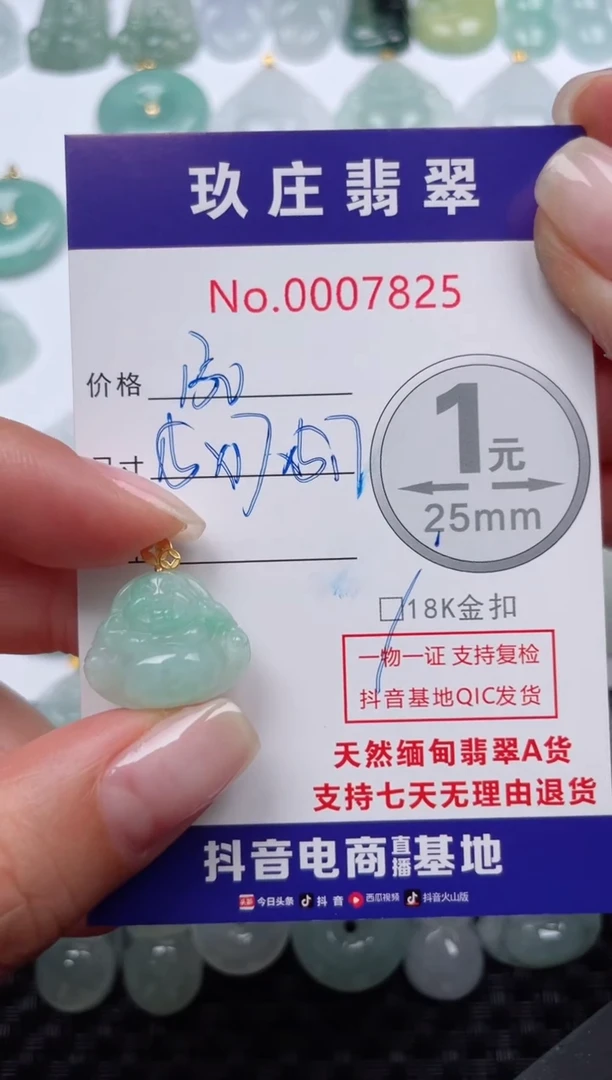 玖庄翡翠
No.0007825
价格
寸
1元
25mm
18K金扣
一物一证 支持复检
抖音基地QIC发货
天然缅甸翡翠A货
支持七天无理由退货
抖音电商直播基地
头条 今日头条 抖音 西瓜视频 抖音火山版